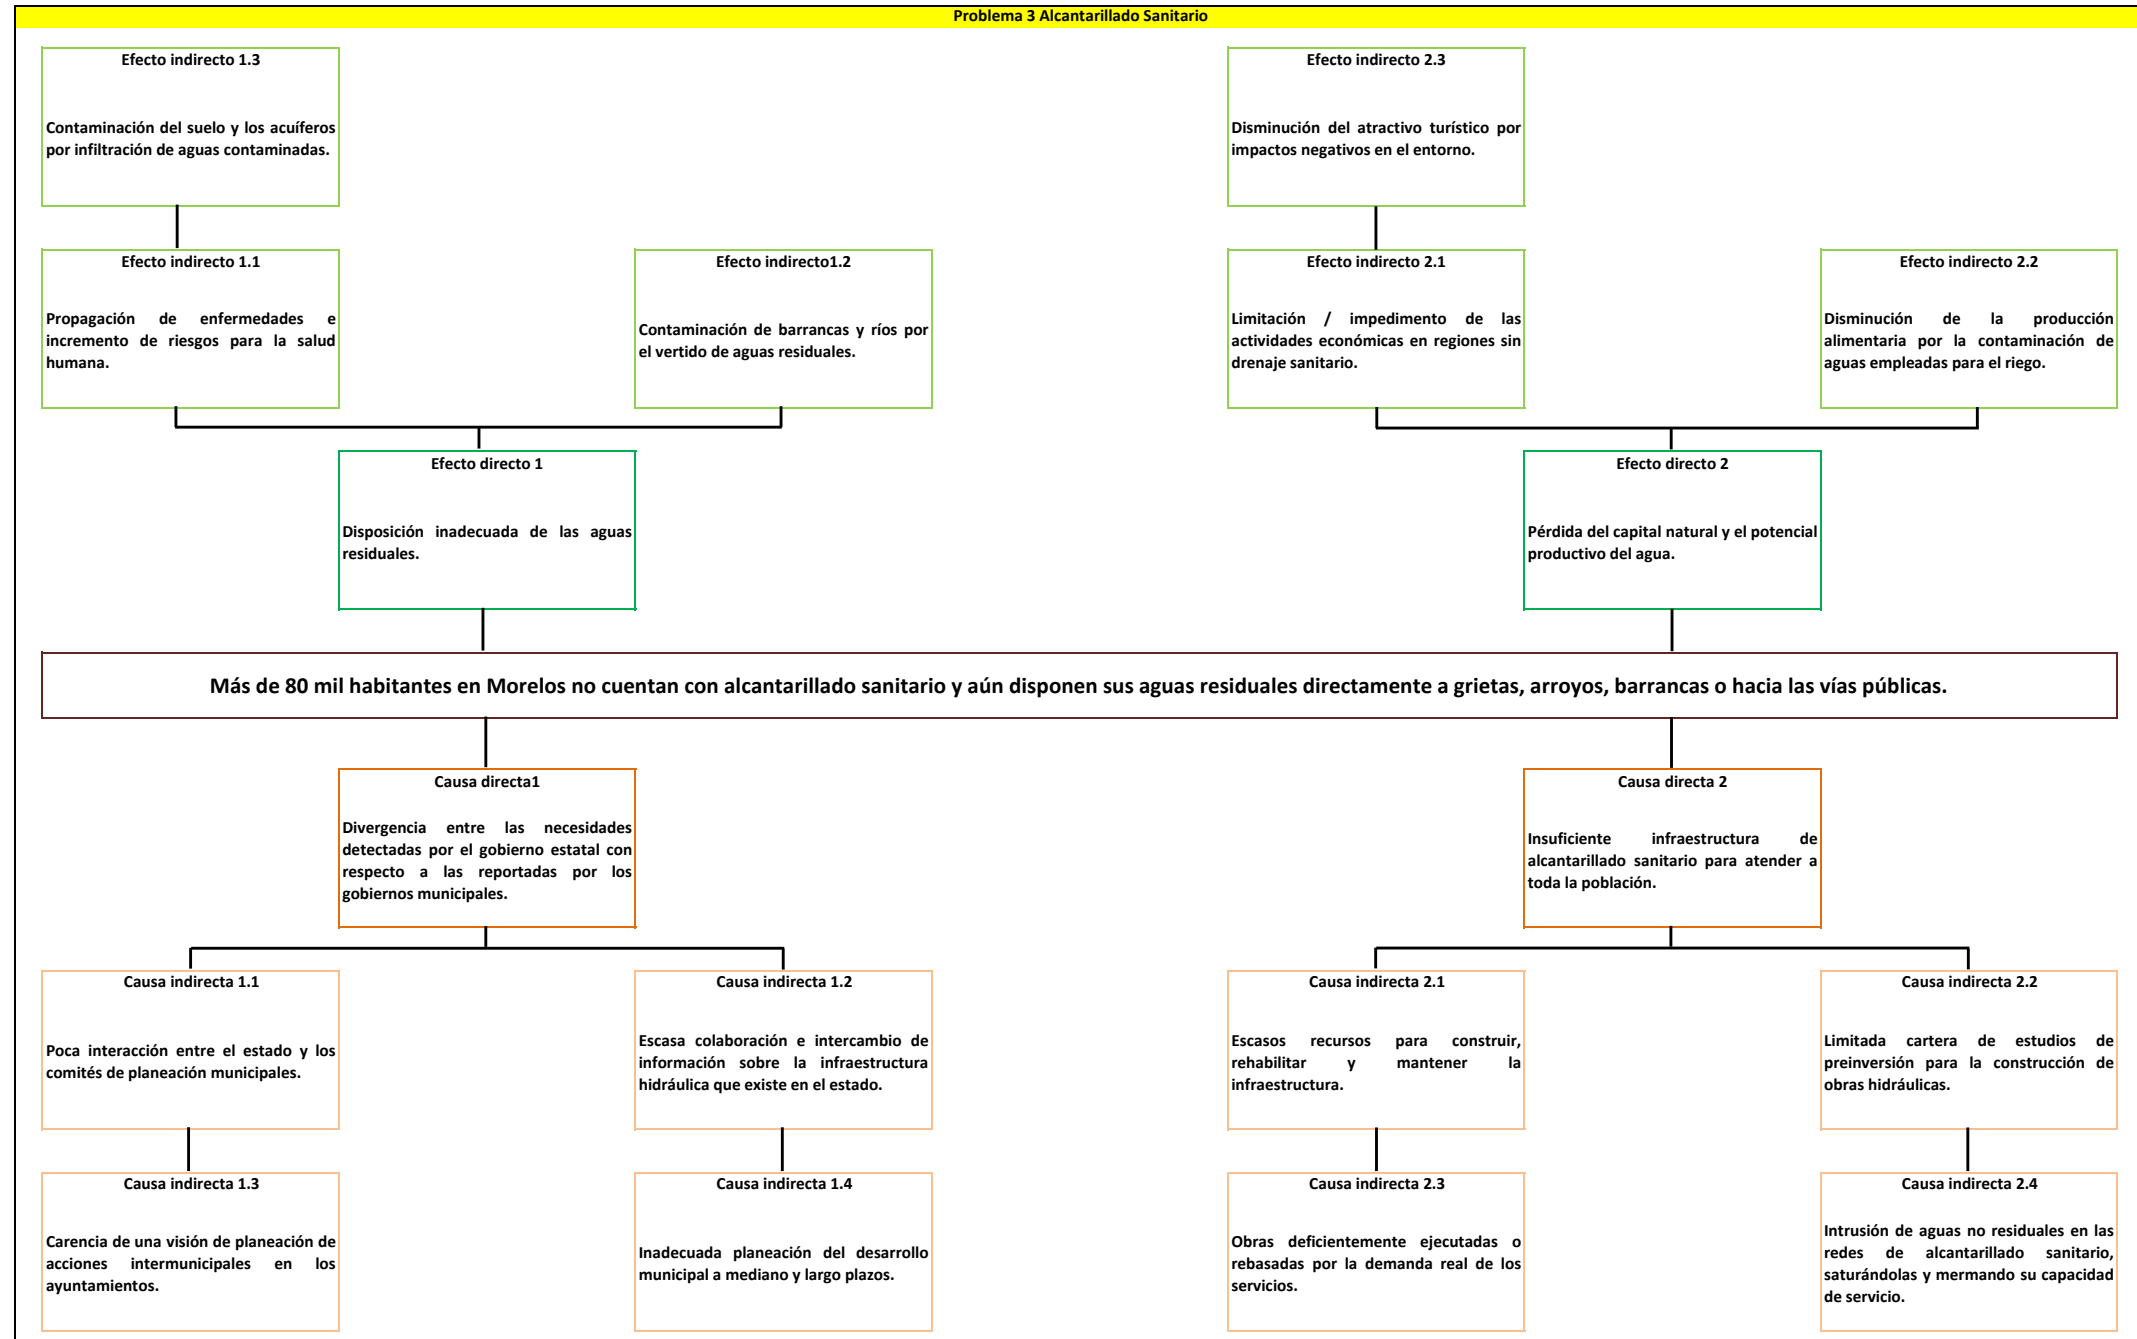 Problema 3 Alcantarillado Sanitario
Efecto indirecto 1.3
Contaminación del suelo y los acuíferos
por infiltración de aguas contaminadas.
Efecto indirecto 2.3
Disminución del atractivo turístico por
impactos negativos en el entorno.
Efecto indirecto 1.1
Propagación de enfermedades e
incremento de riesgos para la salud
humana.
Efecto indirecto1.2
Contaminación de barrancas y ríos por
el vertido de aguas residuales.
Efecto indirecto 2.1
Limitación / impedimento de las
actividades económicas en regiones sin
drenaje sanitario.
Efecto indirecto 2.2
Disminución de la producción
alimentaria por la contaminación de
aguas empleadas para el riego.
Efecto directo 1
Disposición inadecuada de las aguas
residuales.
Efecto directo 2
Pérdida del capital natural y el potencial
productivo del agua.
Más de 80 mil habitantes en Morelos no cuentan con alcantarillado sanitario y aún disponen sus aguas residuales directamente a grietas, arroyos, barrancas o hacia las vías públicas.
Causa directa1
Divergencia entre las necesidades
detectadas por el gobierno estatal con
respecto a las reportadas por los
gobiernos municipales.
Causa directa 2
Insuficiente infraestructura de
alcantarillado sanitario para atender a
toda la población.
Causa indirecta 1.1
Poca interacción entre el estado y los
comités de planeación municipales.
Causa indirecta 1.2
Escasa colaboración e intercambio de
información sobre la infraestructura
hidráulica que existe en el estado.
Causa indirecta 2.1
Escasos recursos para construir,
rehabilitar y mantener la
infraestructura.
Causa indirecta 2.2
Limitada cartera de estudios de
preinversión para la construcción de
obras hidráulicas.
Causa indirecta 1.3
Carencia de una visión de planeación de
acciones intermunicipales en los
ayuntamientos.
Causa indirecta 1.4
Inadecuada planeación del desarrollo
municipal a mediano y largo plazos.
Causa indirecta 2.3
Obras deficientemente ejecutadas o
rebasadas por la demanda real de los
servicios.
Causa indirecta 2.4
Intrusión de aguas no residuales en las
redes de alcantarillado sanitario,
saturándolas y mermando su capacidad
de servicio.